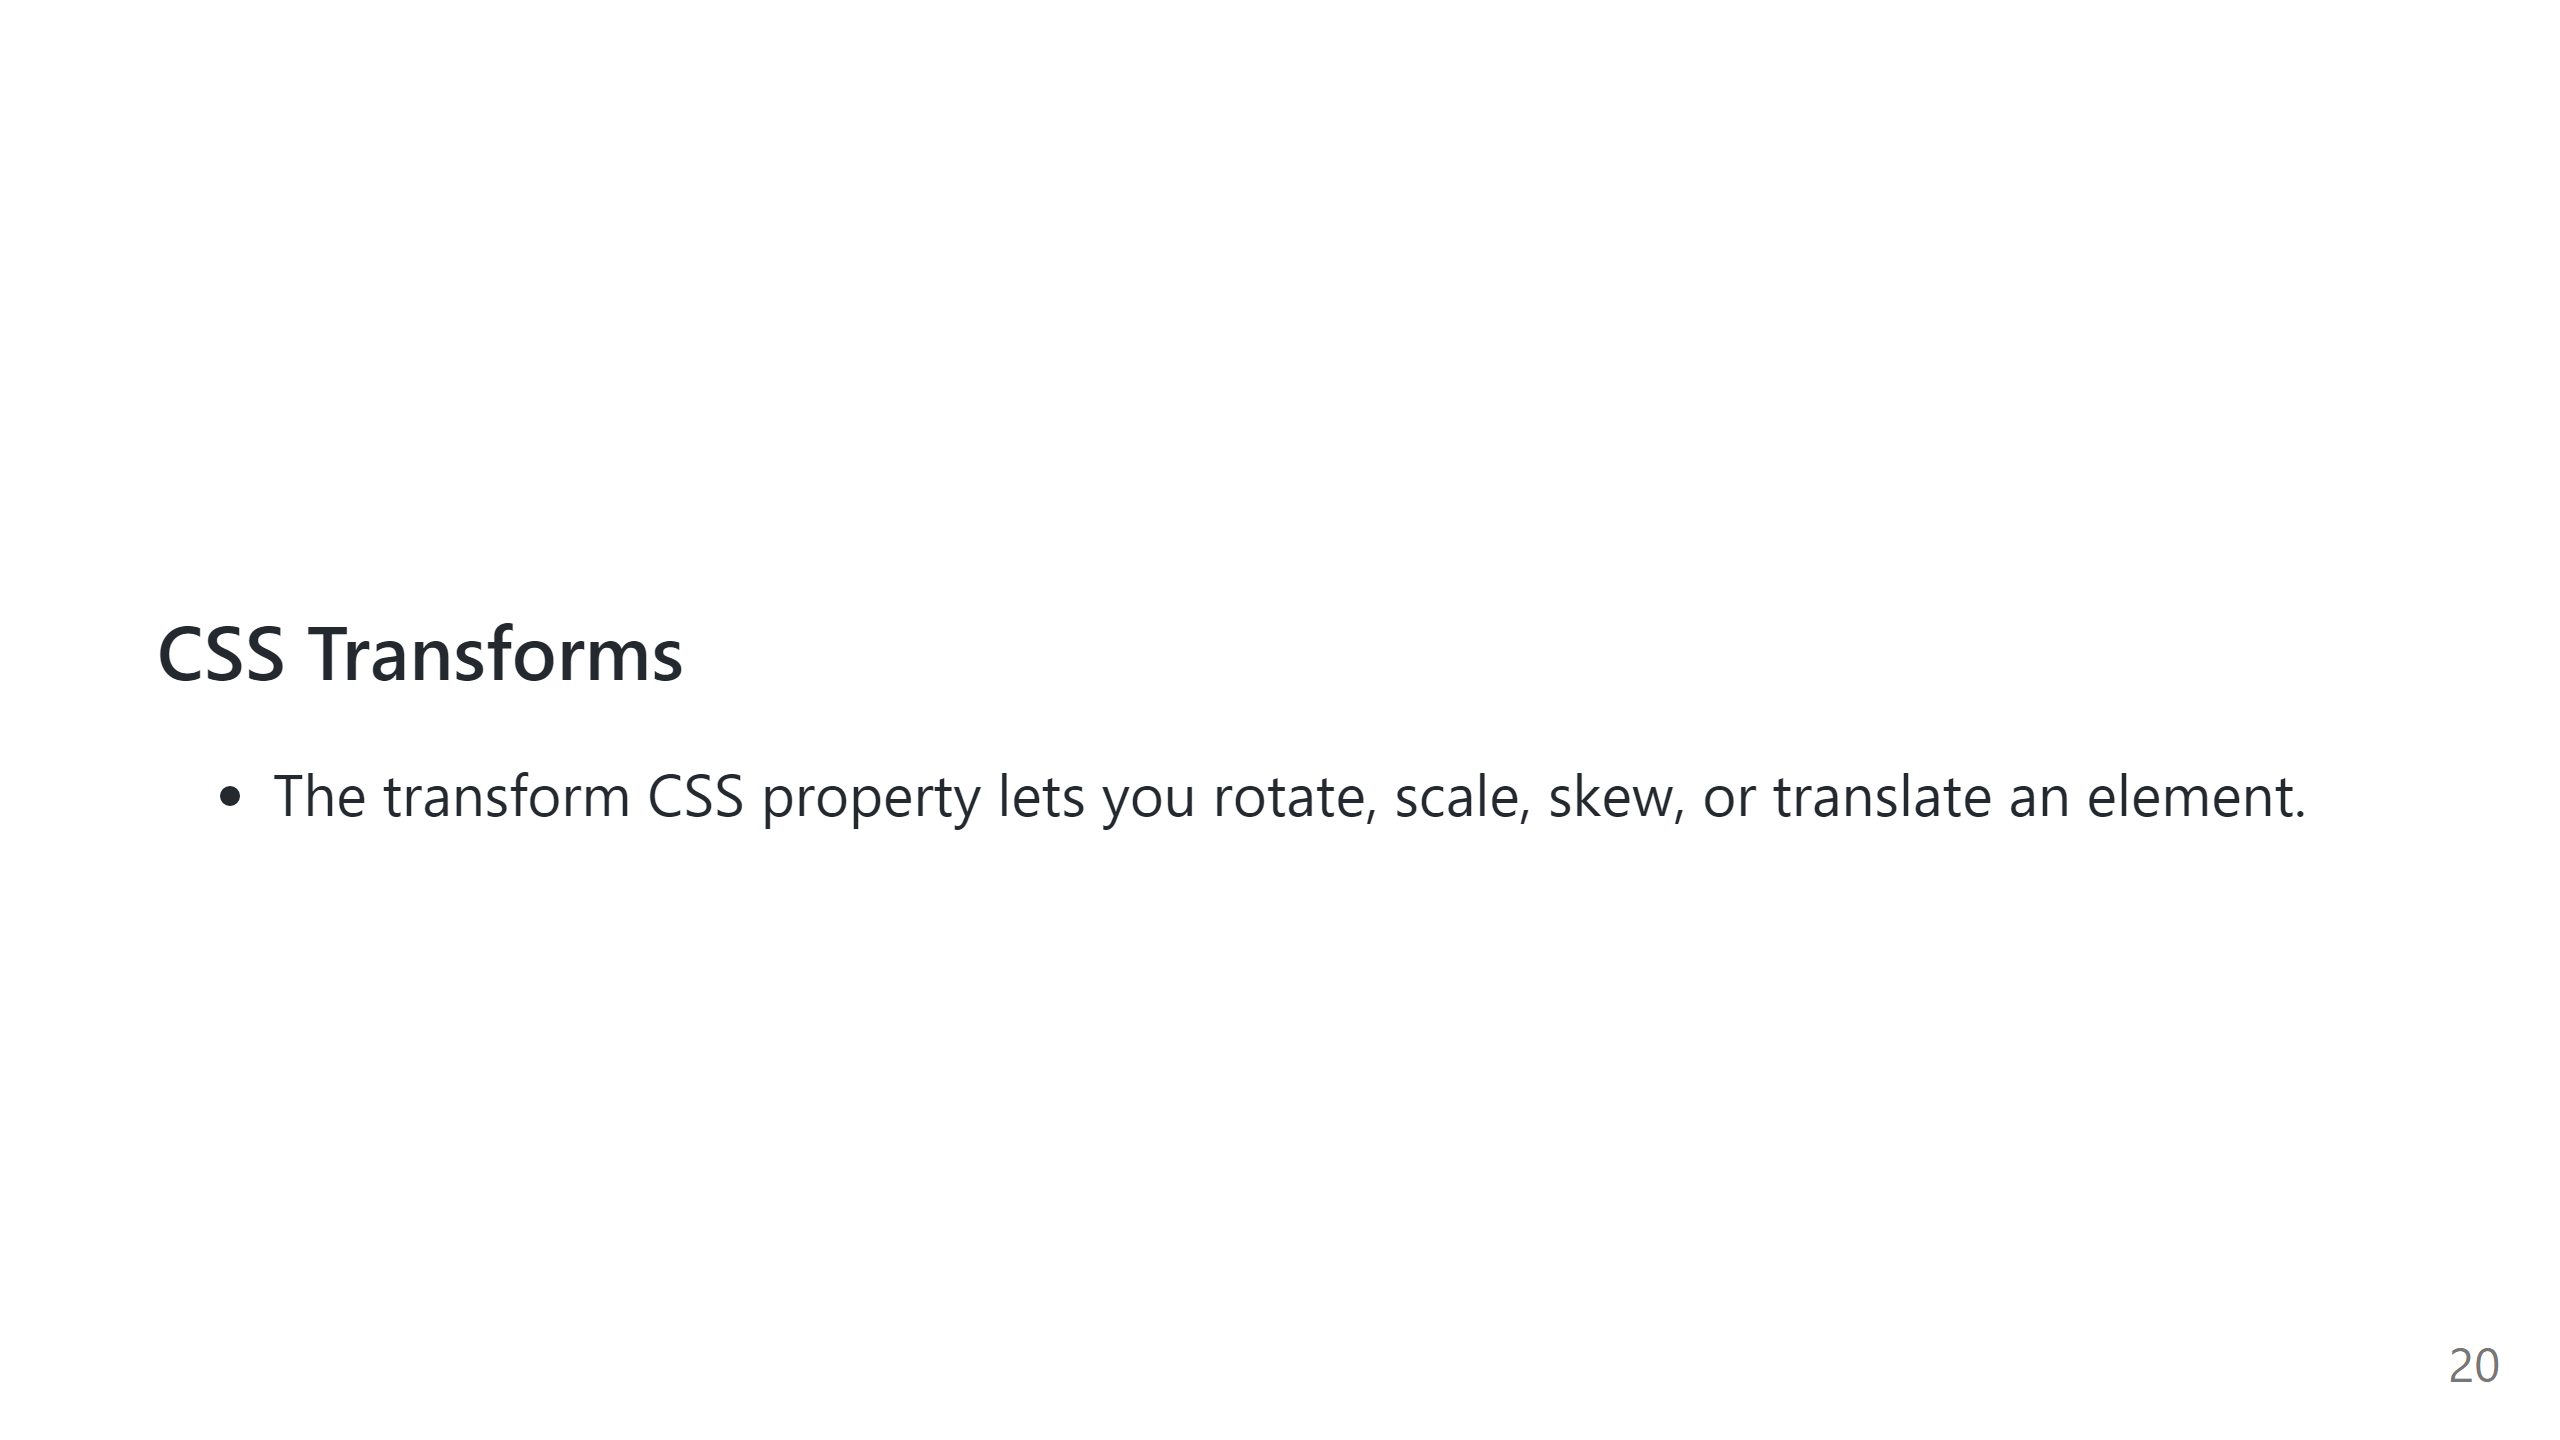 CSS Transforms
• The transform CSS property lets you rotate, scale, skew, or translate an element.
20